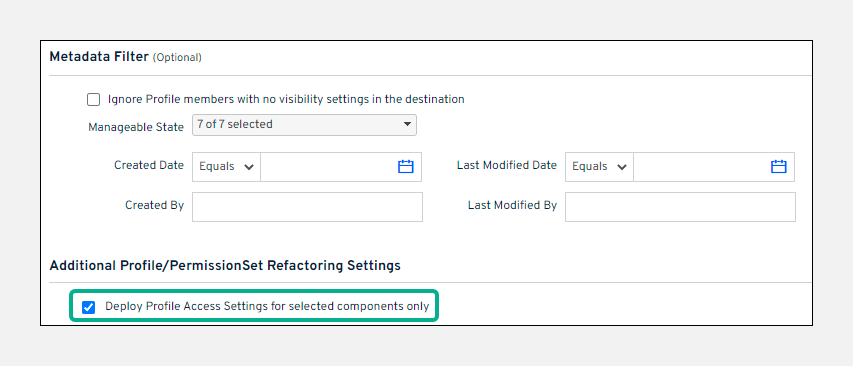 Metadata Filter (Optional)
Ignore Profile members with no visibility settings in the destination
Manageable State 7 of 7 selected
Created Date Equals Last Modified Date Equals
Created By Last Modified By
Additional Profile/PermissionSet Refactoring Settings
Deploy Profile Access Settings for selected components only